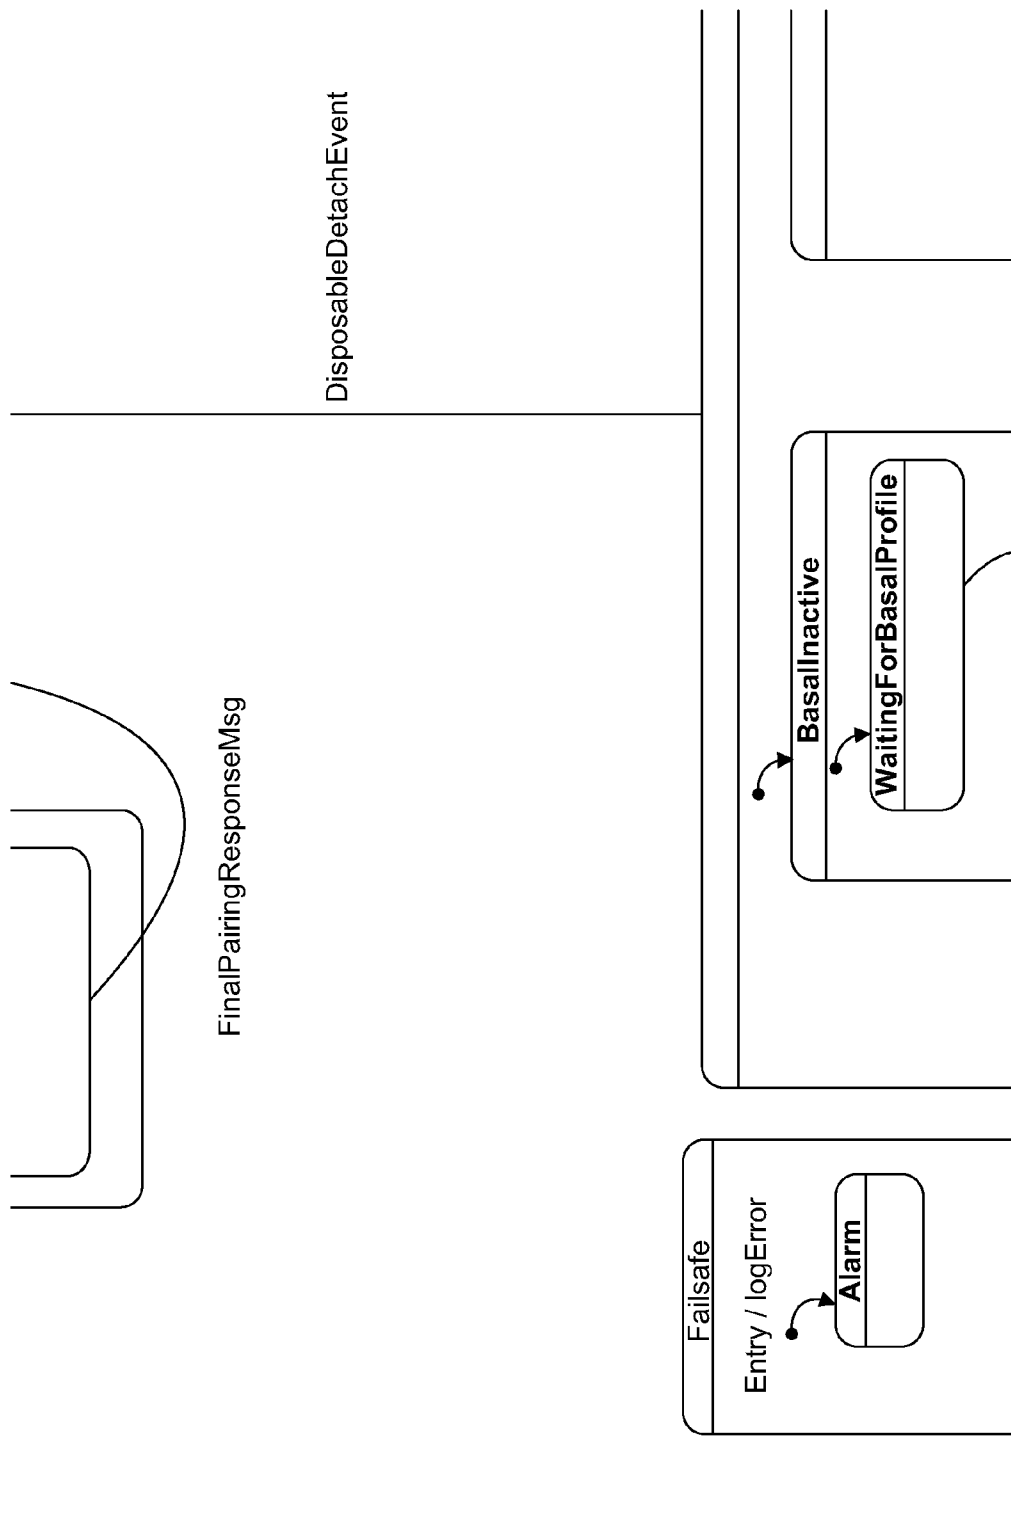 DisposableDetachEvent
FinalPairingResponseMsg
BasalInactive
WaitingForBasalProfile
Failsafe
Entry / logError
Alarm